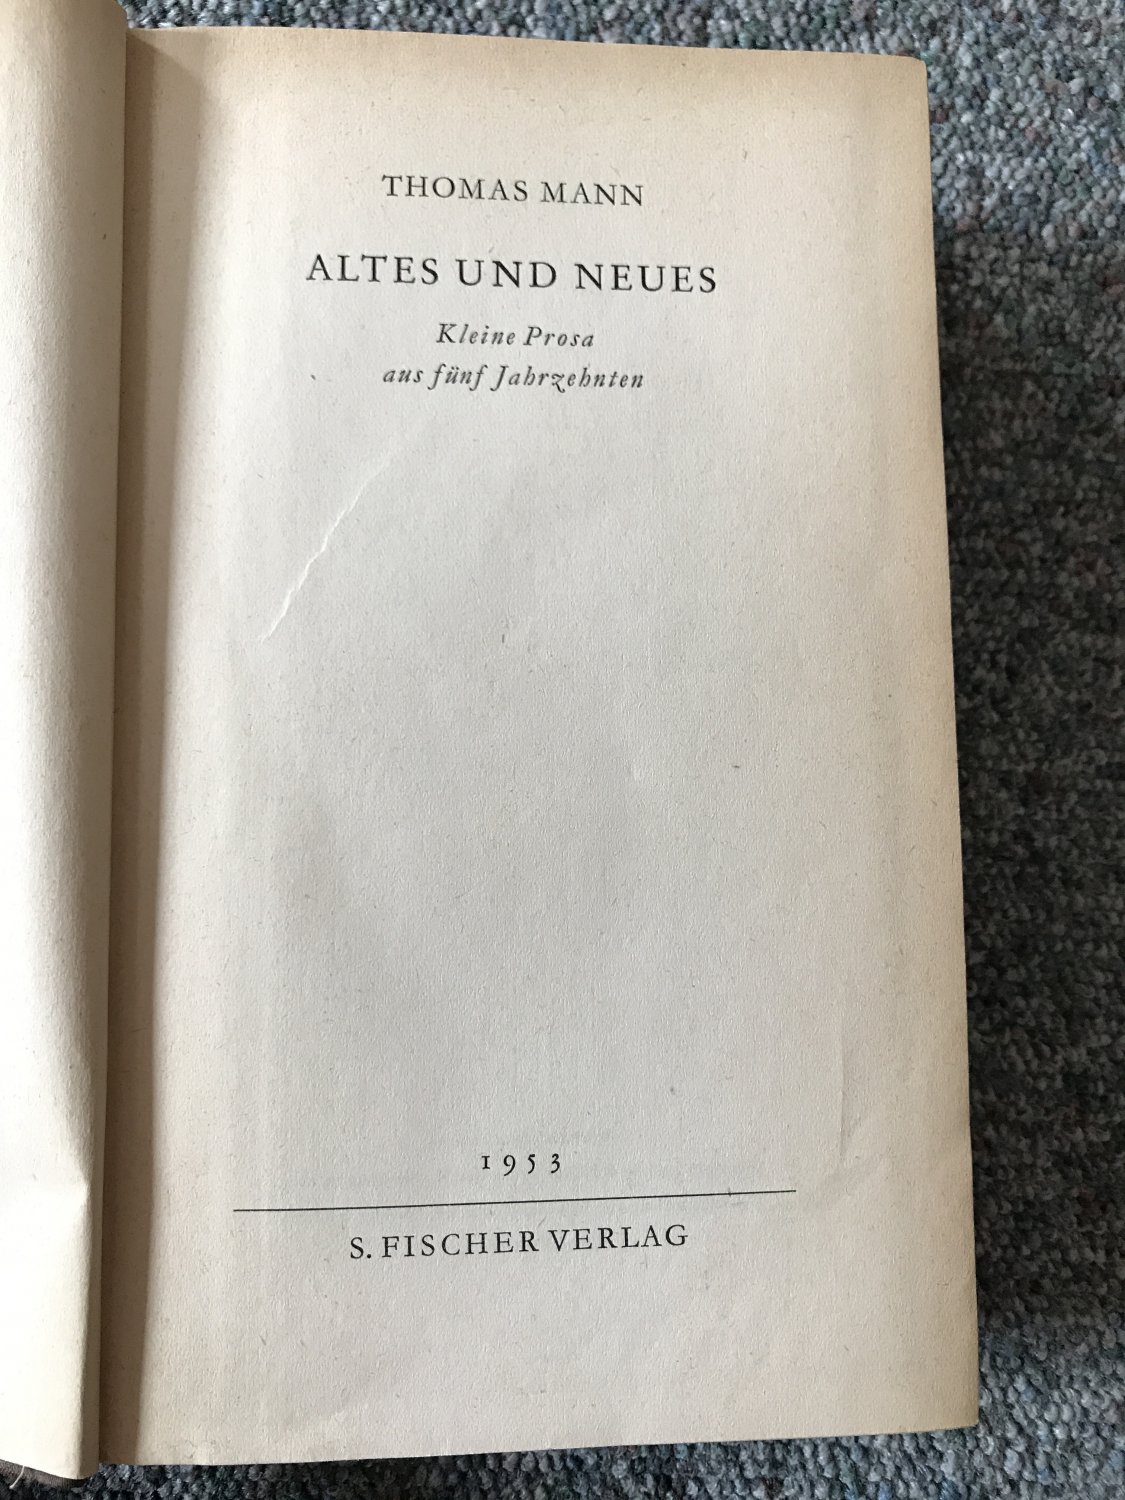 THOMAS MANN
ALTES UND NEUES
Kleine Prosa
aus fünf Jahrzehnten
1953
S. FISCHER VERLAG